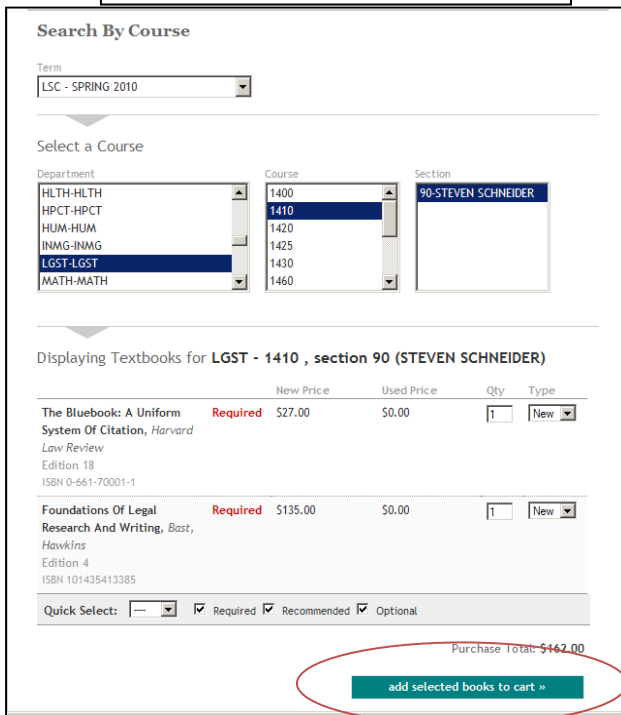 Search By Course
Term
LSC - SPRING 2010
Select a Course
Department Course Section
HLTH-HLTH 1400 90-STEVEN SCHNEIDER
HPCT-HPCT 1410
HUM-HUM 1420
INMG-INMG 1425
LGST-LGST 1430
MATH-MATH 1460
Displaying Textbooks for LGST - 1410 , section 90 (STEVEN SCHNEIDER)
New Price Used Price Qty Type
The Bluebook: A Uniform Required $27.00 $0.00 1 New
System Of Citation, Harvard
Law Review
Edition 18
ISBN 0-661-70001-1
Foundations Of Legal Required $135.00 $0.00 1 New
Research And Writing, Bast,
Hawkins
Edition 4
ISBN 101435413385
Quick Select: ---- Required Recommended Optional
Purchase Total: $162.00
add selected books to cart »